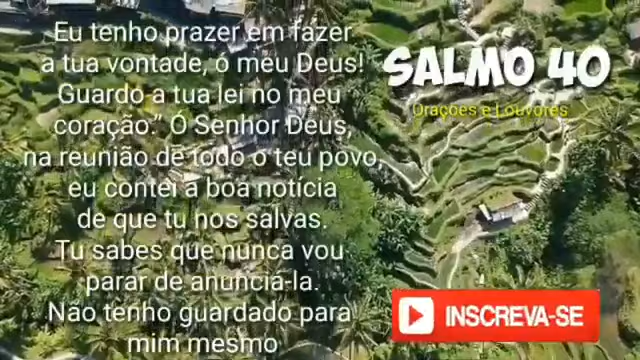 Eu tenho prazer em fazer
a tua vontade, ó meu Deus!
Guardo a tua lei no meu
coração.” Ó Senhor Deus,
na reunião de todo o teu povo,
eu contei a boa notícia
de que tu nos salvas.
Tu sabes que nunca vou
parar de anunciá-la.
Não tenho guardado para
mim mesmo
SALMO 40
Orações e Louvores
INSCREVA-SE